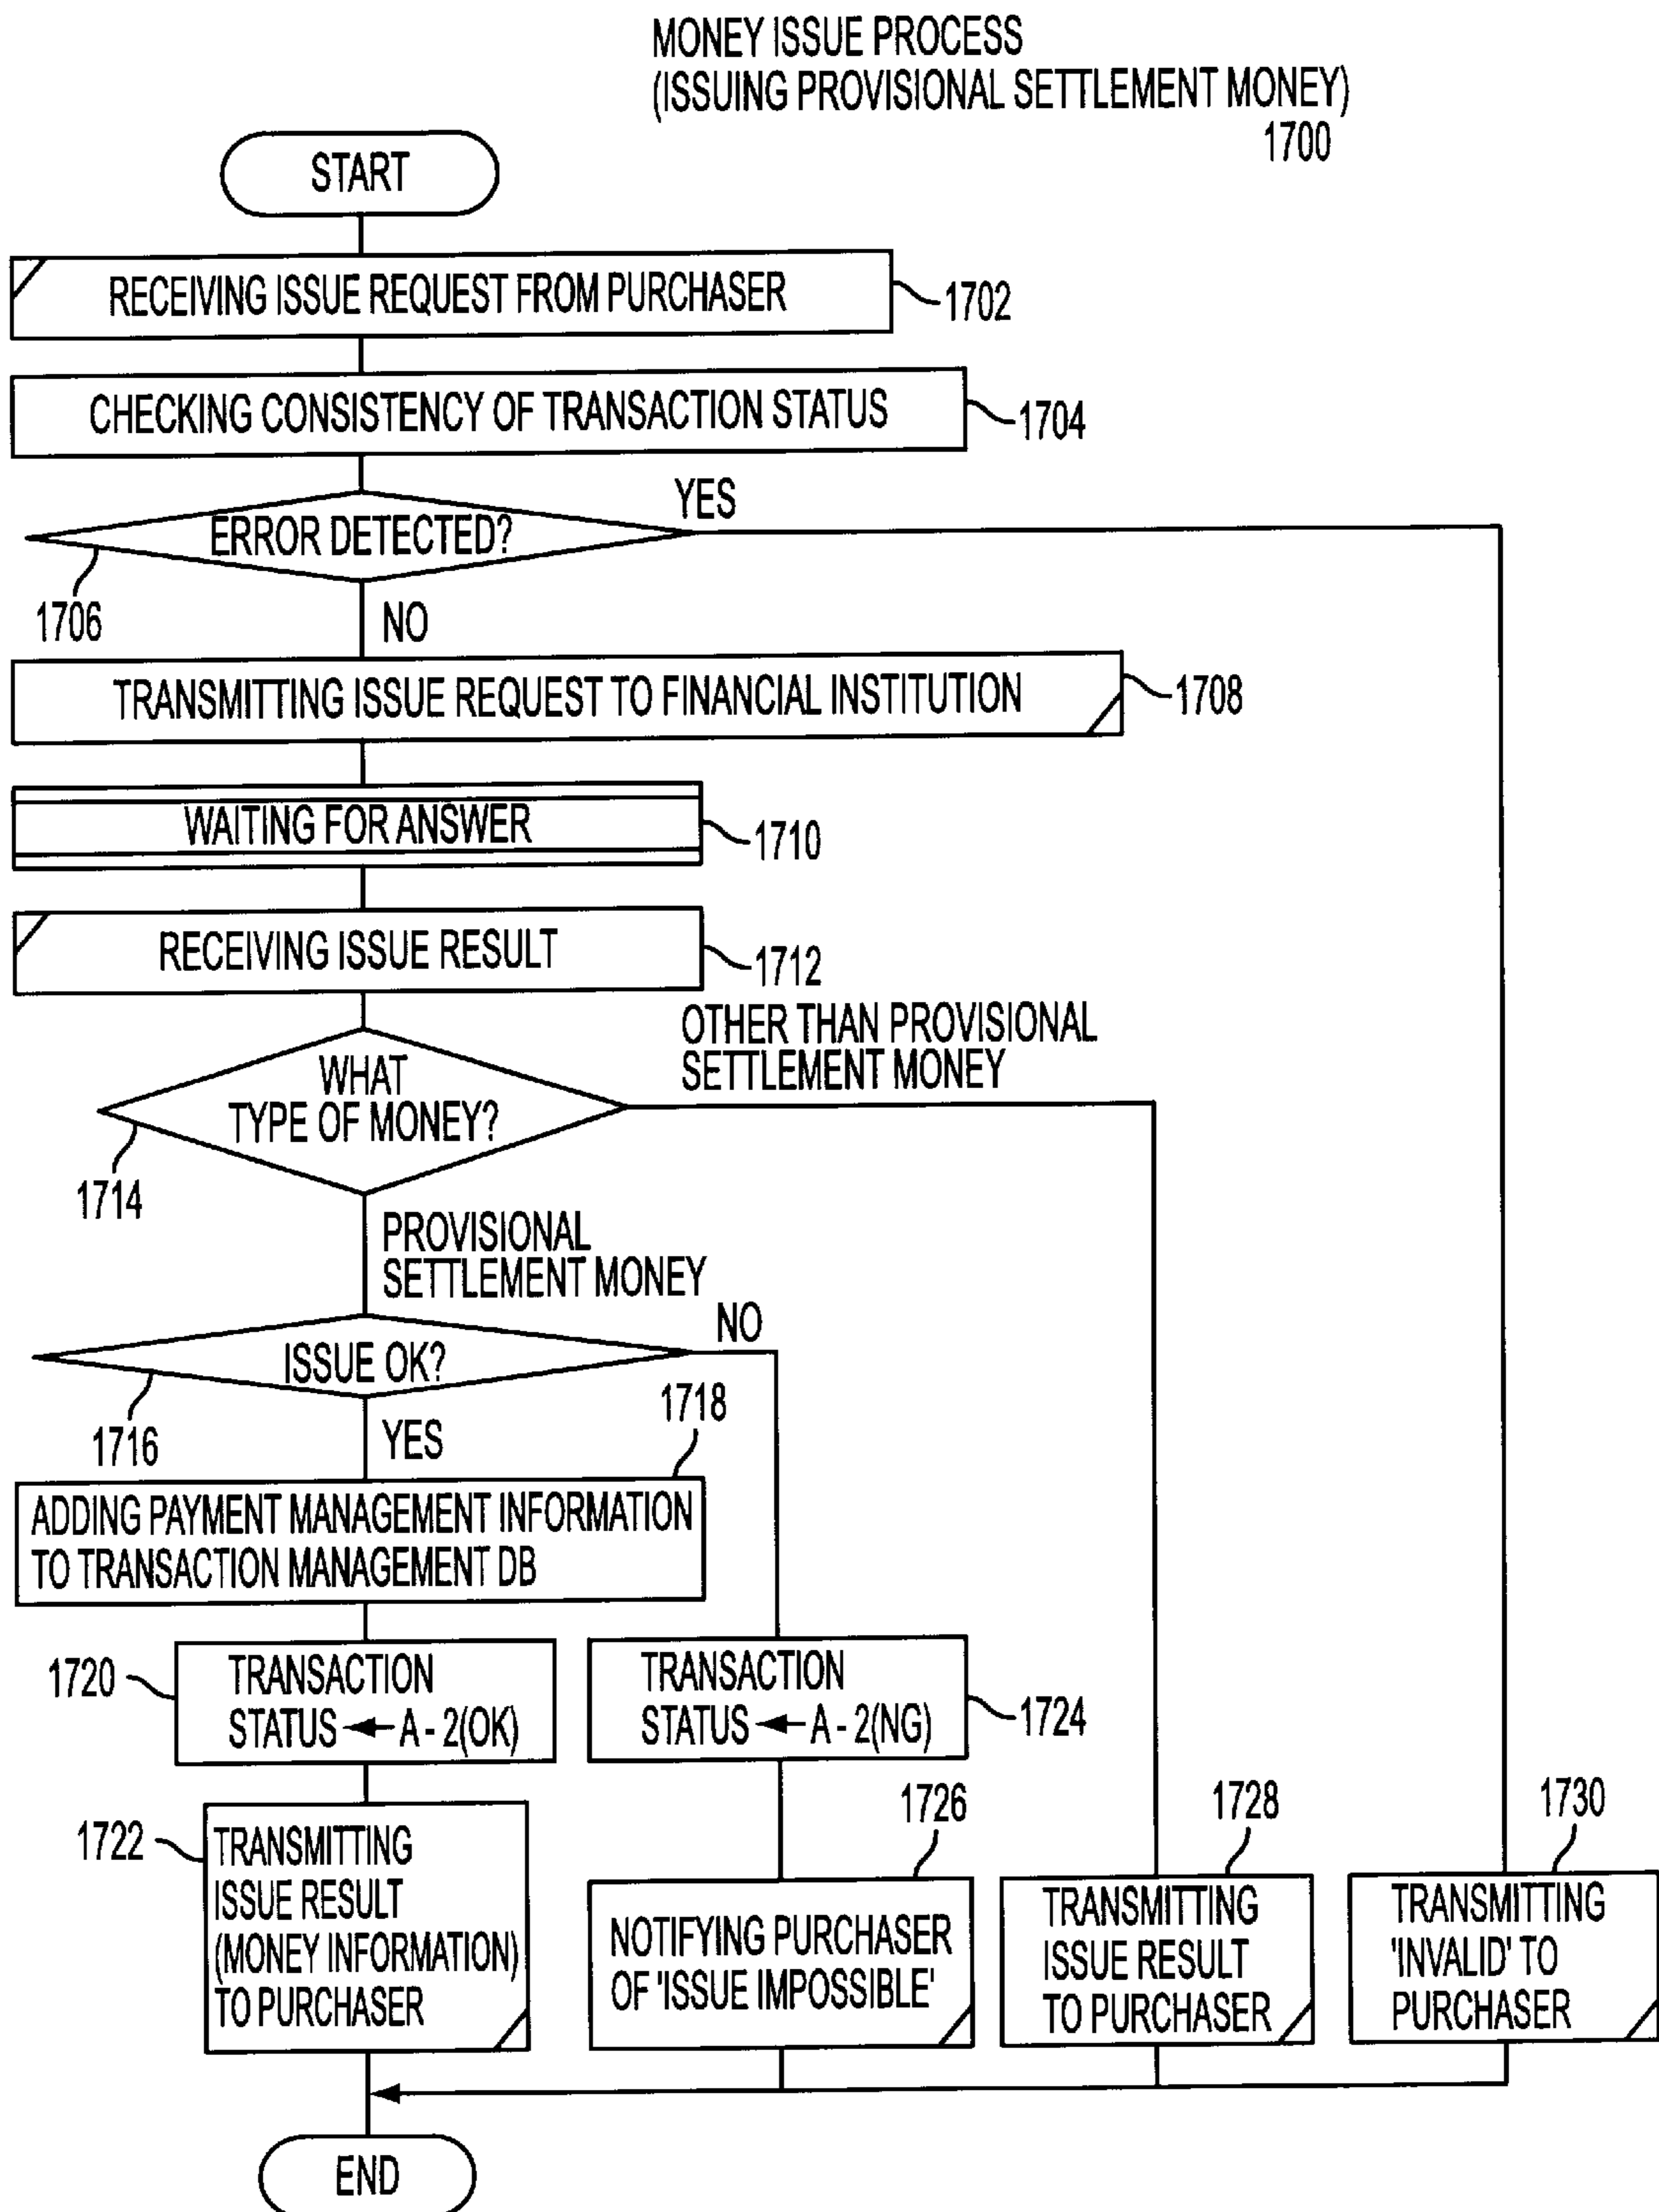 MONEY ISSUE PROCESS
(ISSUING PROVISIONAL SETTLEMENT MONEY)
1700
START
RECEIVING ISSUE REQUEST FROM PURCHASER
1702
CHECKING CONSISTENCY OF TRANSACTION STATUS
1704
ERROR DETECTED?
YES
1706
NO
TRANSMITTING ISSUE REQUEST TO FINANCIAL INSTITUTION
1708
WAITING FOR ANSWER
1710
RECEIVING ISSUE RESULT
1712
OTHER THAN PROVISIONAL
SETTLEMENT MONEY
WHAT
TYPE OF MONEY?
1714
PROVISIONAL
SETTLEMENT MONEY
NO
ISSUE OK?
1716
YES
1718
ADDING PAYMENT MANAGEMENT INFORMATION
TO TRANSACTION MANAGEMENT DB
1720
TRANSACTION
STATUS ← A - 2(OK)
TRANSACTION
STATUS ← A - 2(NG)
1724
1722
TRANSMITTING
ISSUE RESULT
(MONEY INFORMATION)
TO PURCHASER
1726
NOTIFYING PURCHASER
OF 'ISSUE IMPOSSIBLE'
1728
TRANSMITTING
ISSUE RESULT
TO PURCHASER
1730
TRANSMITTING
'INVALID' TO
PURCHASER
END